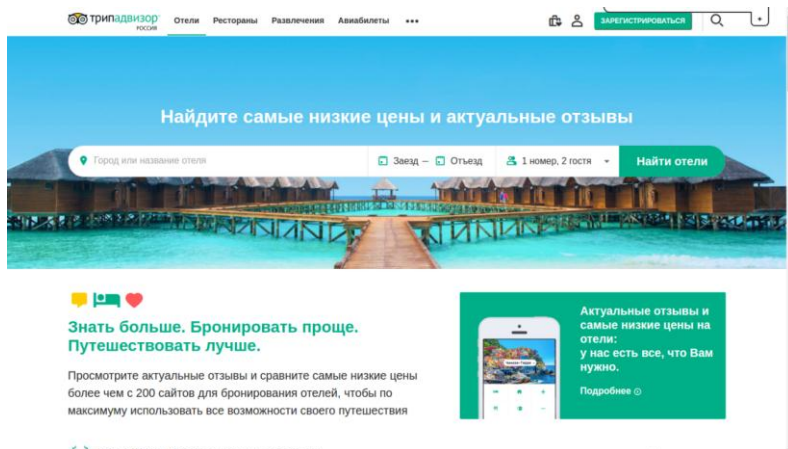 трипадвизор
РОССИЯ
Отели Рестораны Развлечения Авиабилеты
ЗАРЕГИСТРИРОВАТЬСЯ
Найдите самые низкие цены и актуальные отзывы
Город или название отеля Заезд — Отъезд 1 номер, 2 гостя Найти отели
Знать больше. Бронировать проще.
Путешествовать лучше.
Просмотрите актуальные отзывы и сравните самые низкие цены
более чем с 200 сайтов для бронирования отелей, чтобы по
максимуму использовать все возможности своего путешествия
Актуальные отзывы и
самые низкие цены на
отели:
у нас есть все, что Вам
нужно.
Подробнее